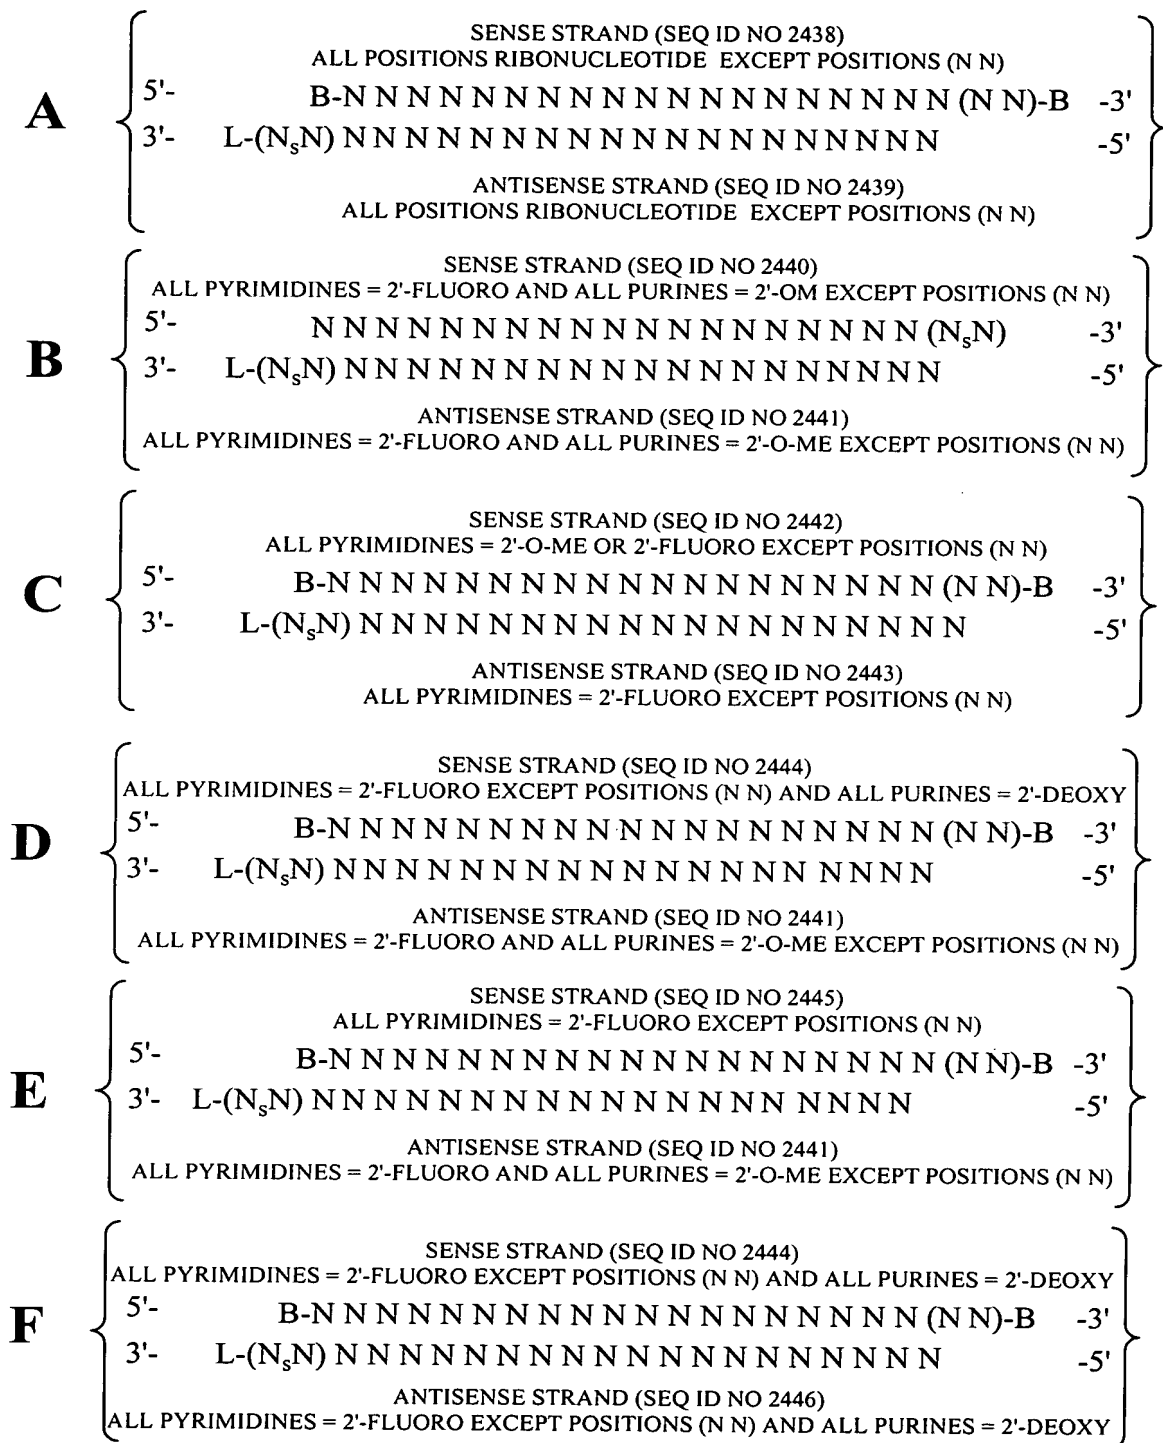 SENSE STRAND (SEQ ID NO 2438)
ALL POSITIONS RIBONUCLEOTIDE EXCEPT POSITIONS (N N)
A
5'- B-N N N N N N N N N N N N N N N N N N N (N N)-B -3'
3'- L-(NsN) N N N N N N N N N N N N N N N N N N N -5'
ANTISENSE STRAND (SEQ ID NO 2439)
ALL POSITIONS RIBONUCLEOTIDE EXCEPT POSITIONS (N N)
SENSE STRAND (SEQ ID NO 2440)
ALL PYRIMIDINES = 2'-FLUORO AND ALL PURINES = 2'-OM EXCEPT POSITIONS (N N)
B
5'- N N N N N N N N N N N N N N N N N N N (NsN) -3'
3'- L-(NsN) N N N N N N N N N N N N N N N N N N N -5'
ANTISENSE STRAND (SEQ ID NO 2441)
ALL PYRIMIDINES = 2'-FLUORO AND ALL PURINES = 2'-O-ME EXCEPT POSITIONS (N N)
SENSE STRAND (SEQ ID NO 2442)
ALL PYRIMIDINES = 2'-O-ME OR 2'-FLUORO EXCEPT POSITIONS (N N)
C
5'- B-N N N N N N N N N N N N N N N N N N N (N N)-B -3'
3'- L-(NsN) N N N N N N N N N N N N N N N N N N N -5'
ANTISENSE STRAND (SEQ ID NO 2443)
ALL PYRIMIDINES = 2'-FLUORO EXCEPT POSITIONS (N N)
SENSE STRAND (SEQ ID NO 2444)
ALL PYRIMIDINES = 2'-FLUORO EXCEPT POSITIONS (N N) AND ALL PURINES = 2'-DEOXY
D
5'- B-N N N N N N N N N N N N N N N N N N N (N N)-B -3'
3'- L-(NsN) N N N N N N N N N N N N N N N N N N N -5'
ANTISENSE STRAND (SEQ ID NO 2441)
ALL PYRIMIDINES = 2'-FLUORO AND ALL PURINES = 2'-O-ME EXCEPT POSITIONS (N N)
SENSE STRAND (SEQ ID NO 2445)
ALL PYRIMIDINES = 2'-FLUORO EXCEPT POSITIONS (N N)
E
5'- B-N N N N N N N N N N N N N N N N N N N (N N)-B -3'
3'- L-(NsN) N N N N N N N N N N N N N N N N N N N -5'
ANTISENSE STRAND (SEQ ID NO 2441)
ALL PYRIMIDINES = 2'-FLUORO AND ALL PURINES = 2'-O-ME EXCEPT POSITIONS (N N)
SENSE STRAND (SEQ ID NO 2444)
ALL PYRIMIDINES = 2'-FLUORO EXCEPT POSITIONS (N N) AND ALL PURINES = 2'-DEOXY
F
5'- B-N N N N N N N N N N N N N N N N N N N (N N)-B -3'
3'- L-(NsN) N N N N N N N N N N N N N N N N N N N -5'
ANTISENSE STRAND (SEQ ID NO 2446)
ALL PYRIMIDINES = 2'-FLUORO EXCEPT POSITIONS (N N) AND ALL PURINES = 2'-DEOXY